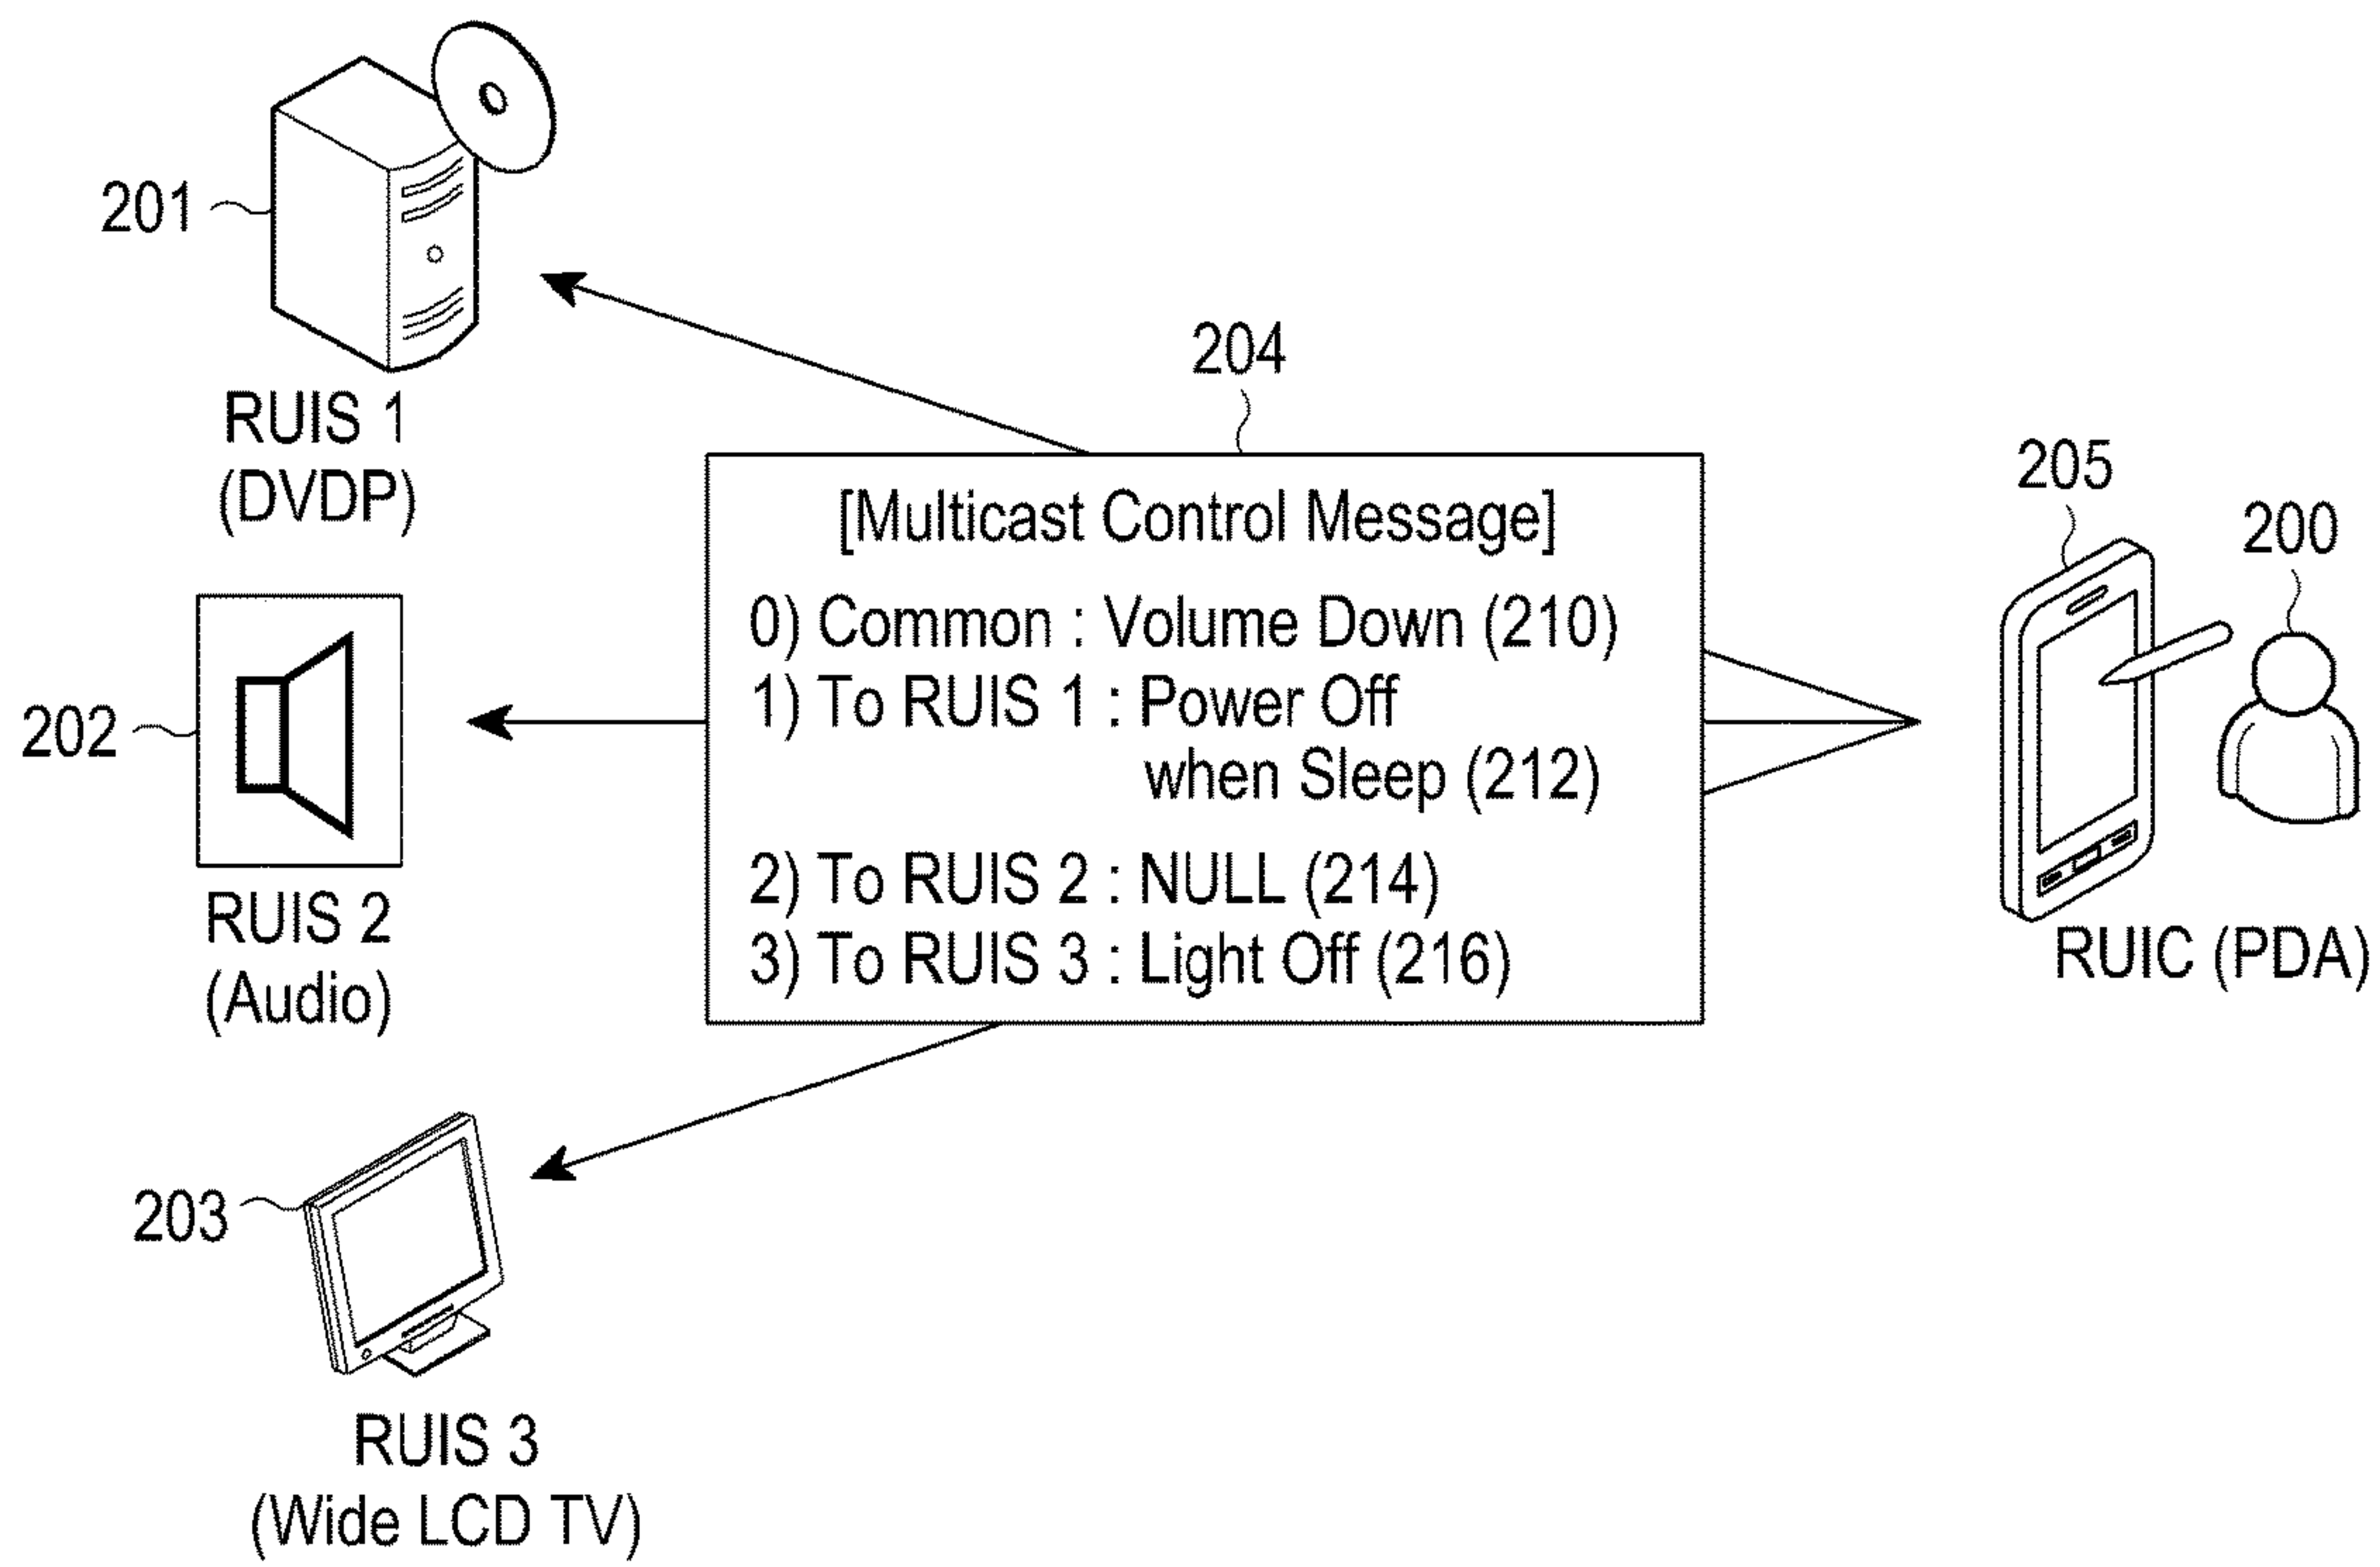 201
RUIS 1
(DVDP)
202
RUIS 2
(Audio)
203
RUIS 3
(Wide LCD TV)
204
[Multicast Control Message]
0) Common : Volume Down (210)
1) To RUIS 1 : Power Off
when Sleep (212)
2) To RUIS 2 : NULL (214)
3) To RUIS 3 : Light Off (216)
205
200
RUIC (PDA)